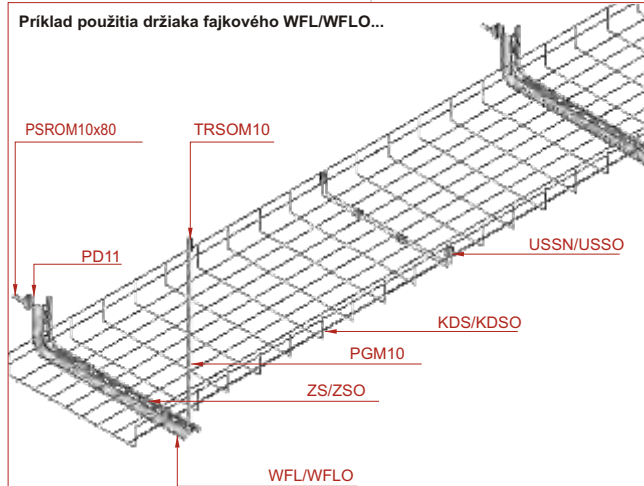 Príklad použitia držiaka fajkového WFL/WFLO...
PSROM10x80
TRSOM10
PD11
USSN/USSO
KDS/KDSO
PGM10
ZS/ZSO
WFL/WFLO